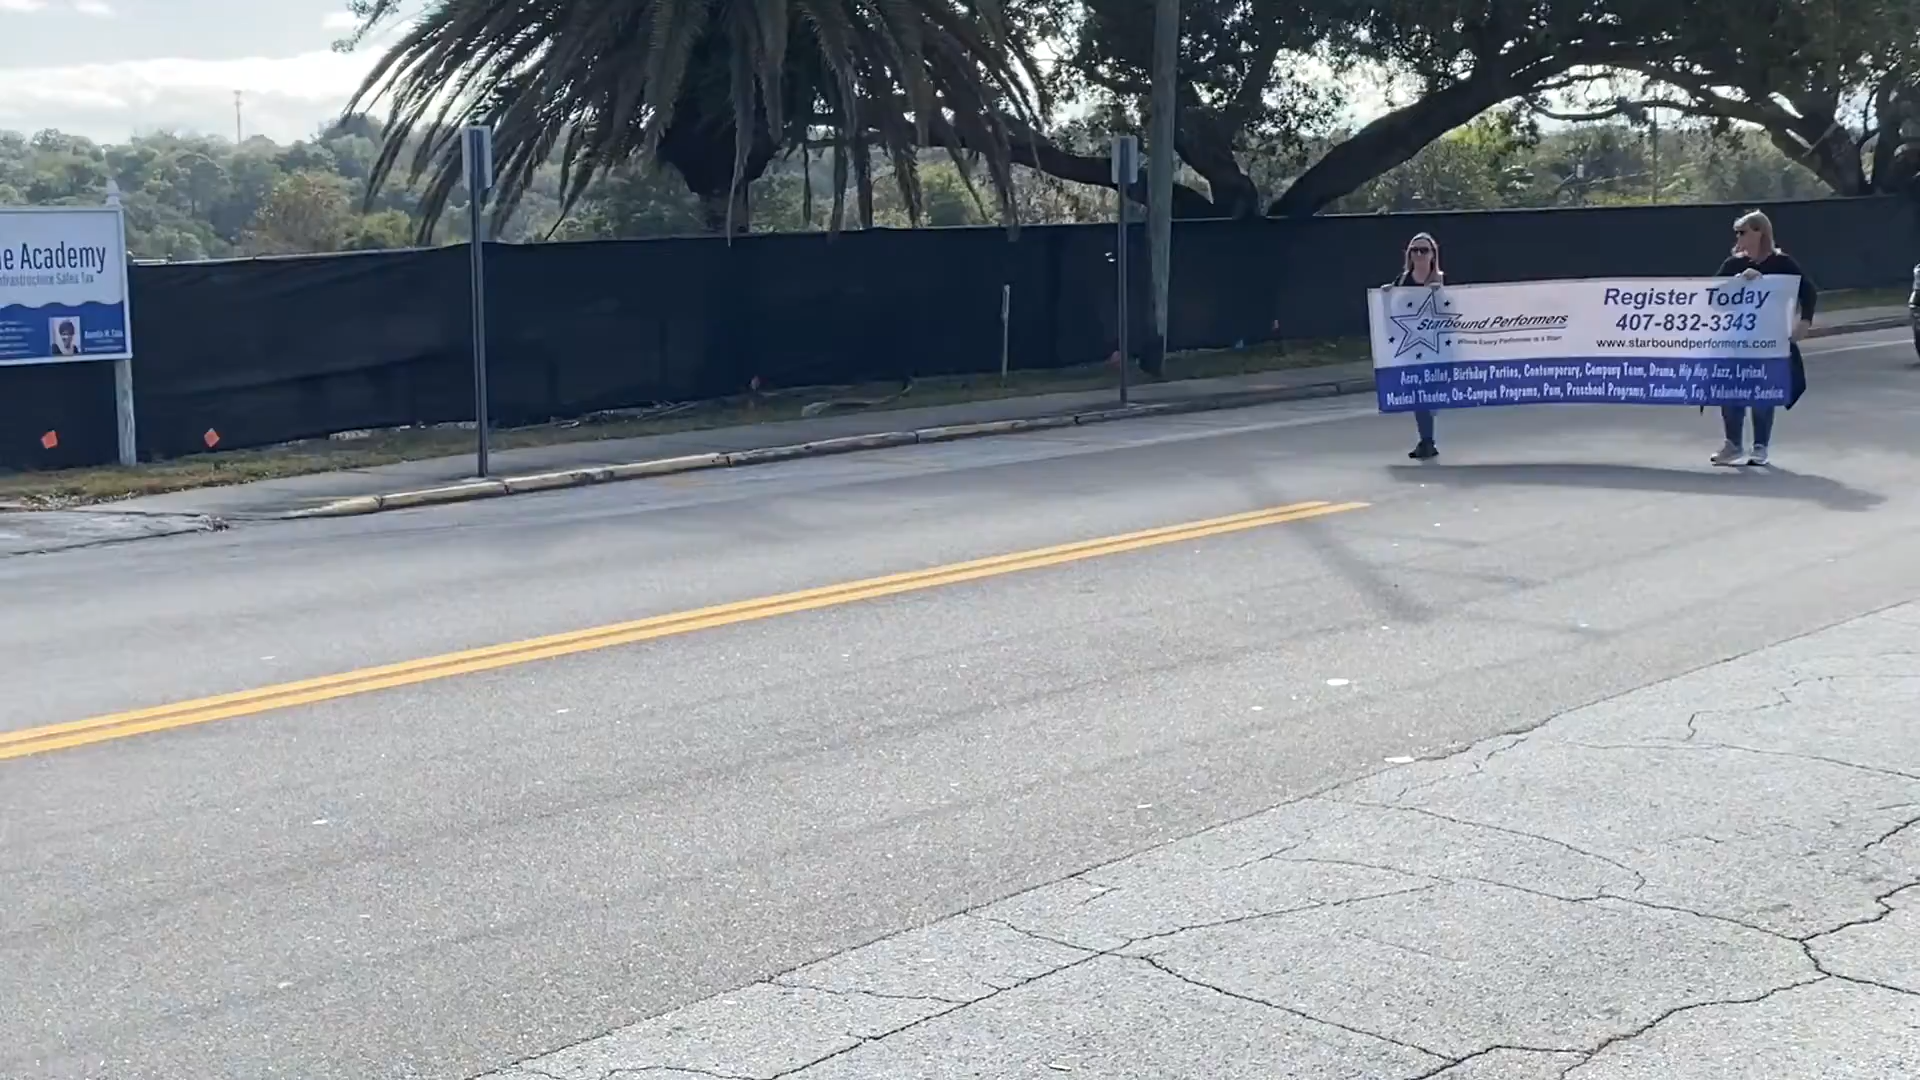 e Academy
nfrastructure Sales Tax
Starbound Performers
Where Every Performer is a Star!
Register Today
407-832-3343
www.starboundperformers.com
Acro, Ballet, Birthday Parties, Contemporary, Company Team, Drama, Hip Hop, Jazz, Lyrical,
Musical Theater, On-Campus Programs, Pom, Preschool Programs, Taekwondo, Tap, Volunteer Service